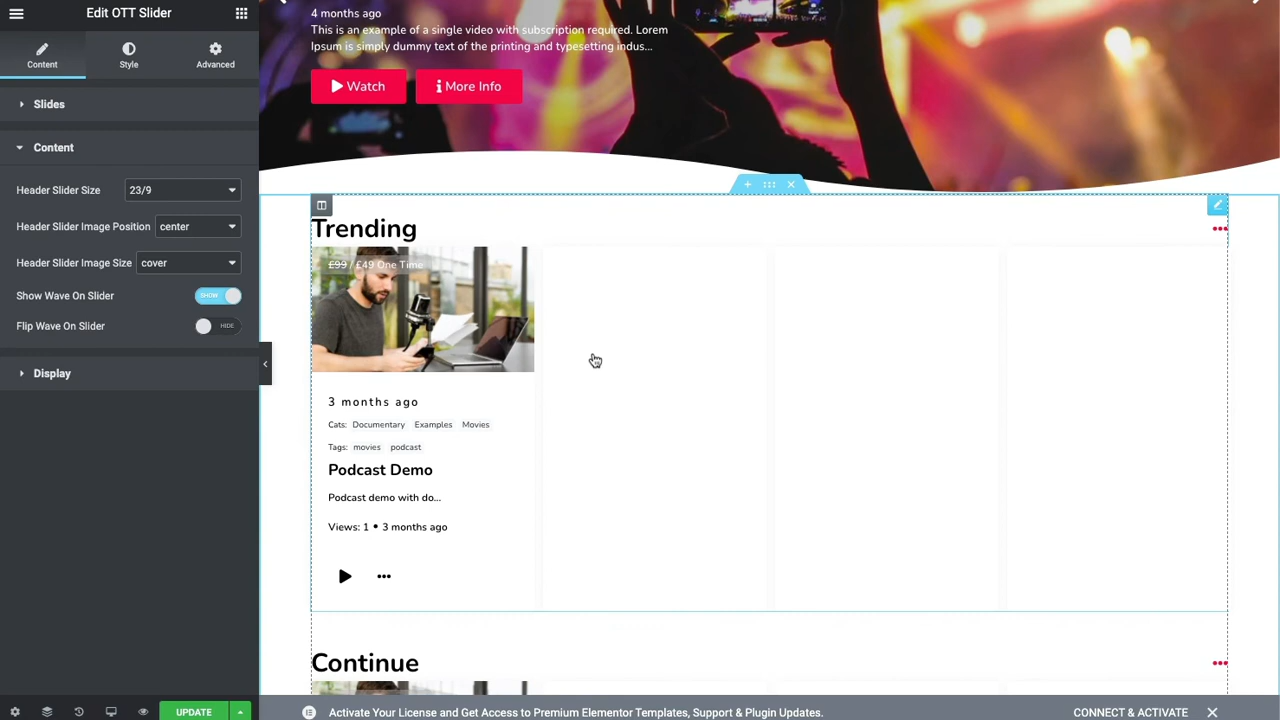 Edit OTT Slider
Content
Style
Advanced
Slides
Content
Header Slider Size
23/9
Header Slider Image Position
center
Header Slider Image Size
cover
Show Wave On Slider
SHOW
Flip Wave On Slider
HIDE
Display
UPDATE
4 months ago
This is an example of a single video with subscription required. Lorem
Ipsum is simply dummy text of the printing and typesetting indus...
Watch
More Info
Trending
£99 / £49 One Time
3 months ago
Cats: Documentary Examples Movies
Tags: movies podcast
Podcast Demo
Podcast demo with do...
Views: 1 • 3 months ago
Continue
Activate Your License and Get Access to Premium Elementor Templates, Support & Plugin Updates.
CONNECT & ACTIVATE